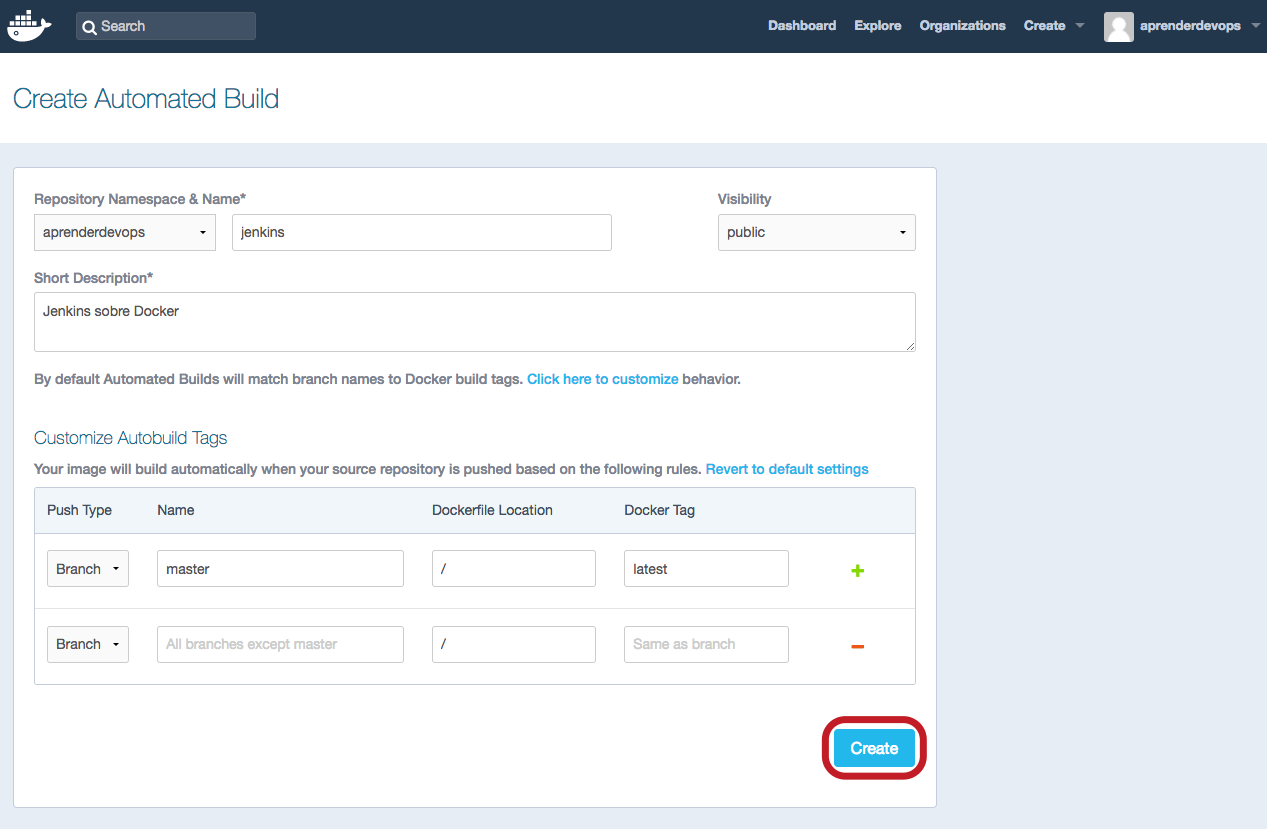 Search
Dashboard Explore Organizations Create aprenderdevops
Create Automated Build
Repository Namespace & Name* Visibility
aprenderdevops jenkins public
Short Description*
Jenkins sobre Docker
By default Automated Builds will match branch names to Docker build tags. Click here to customize behavior.
Customize Autobuild Tags
Your image will build automatically when your source repository is pushed based on the following rules. Revert to default settings
Push Type Name Dockerfile Location Docker Tag
Branch master / latest
Branch All branches except master / Same as branch
Create